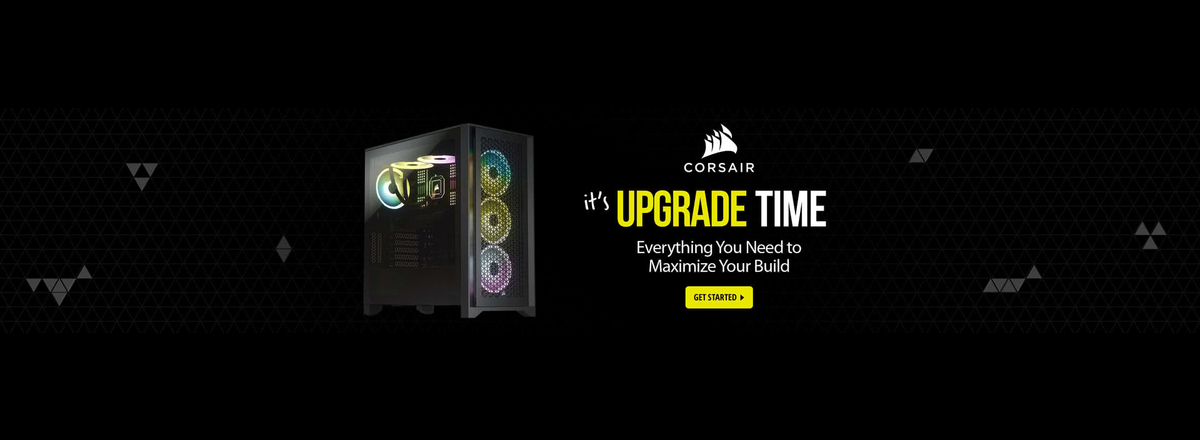 CORSAIR
it's UPGRADE TIME
Everything You Need to
Maximize Your Build
GET STARTED